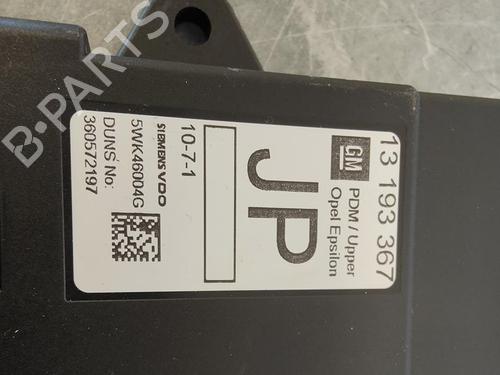 13 193 367
GM
PDM / Upper
Opel Epsilon
JP
10-7-1
SIEMENS VDO
5WK46004G
DUNS No:
360572197
B-PARTS